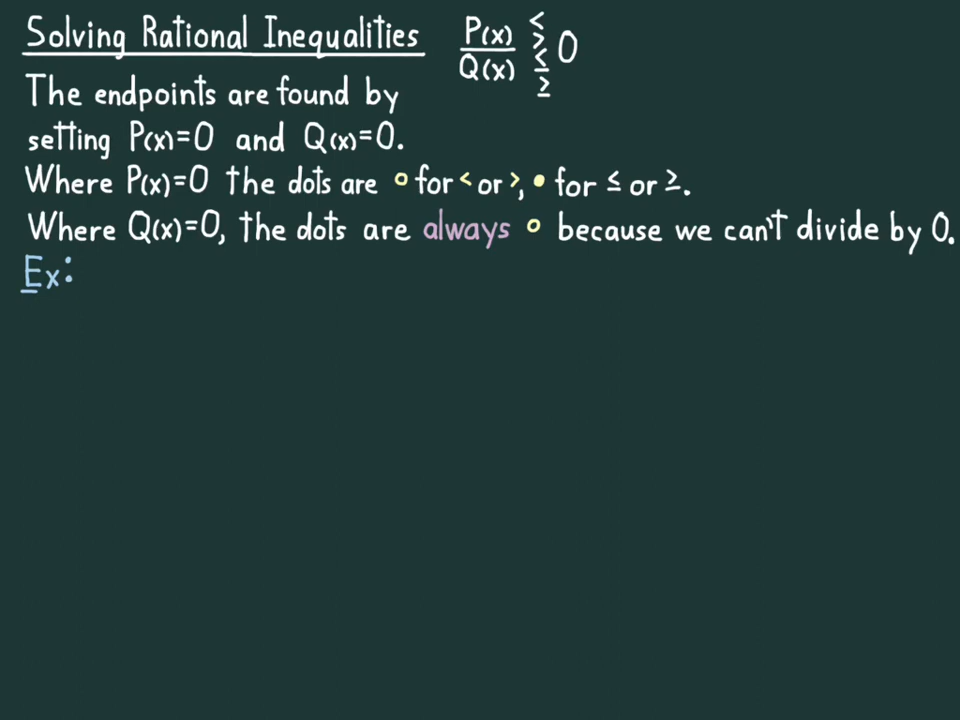 Solving Rational Inequalities P(x)/Q(x) < > ≤ ≥ 0
The endpoints are found by
setting P(x)=0 and Q(x)=0.
Where P(x)=0 the dots are ○ for < or >, ● for ≤ or ≥.
Where Q(x)=0, the dots are always ○ because we can't divide by 0.
Ex: